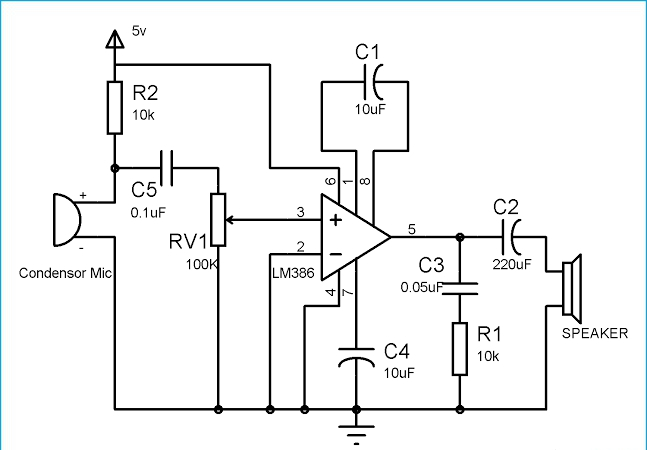 5v
C1
R2
10k
10uF
6
1
8
C5
0.1uF
+
3
+
5
C2
RV1
2
-
220uF
-
100K
LM386
C3
0.05uF
Condensor Mic
4
7
R1
10k
SPEAKER
C4
10uF